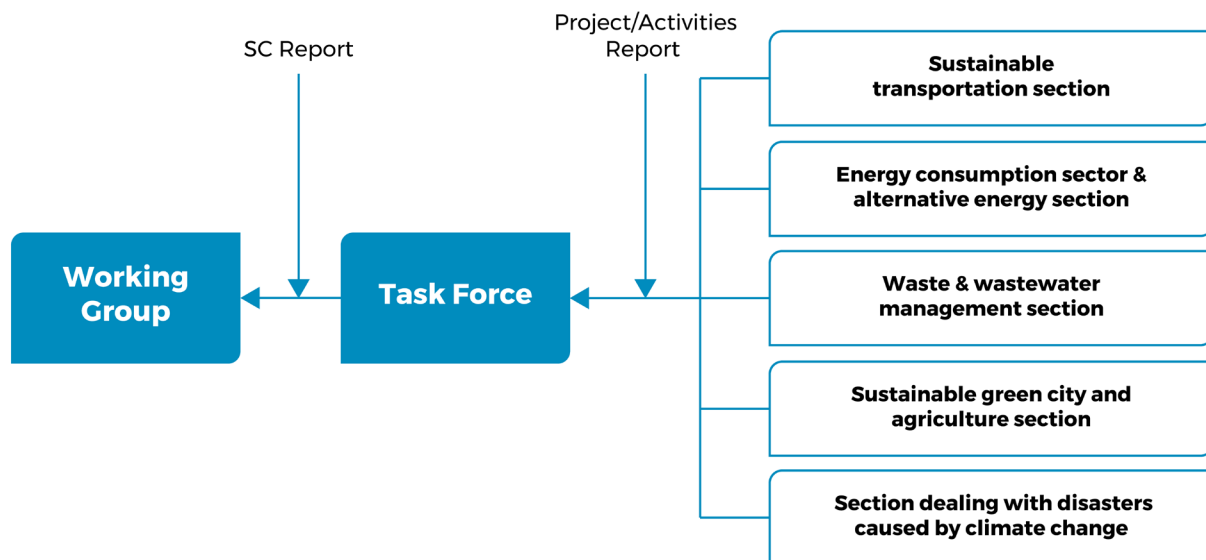 SC Report
Project/Activities
Report
Sustainable
transportation section
Energy consumption sector &
alternative energy section
Working
Group
Task Force
Waste & wastewater
management section
Sustainable green city and
agriculture section
Section dealing with disasters
caused by climate change